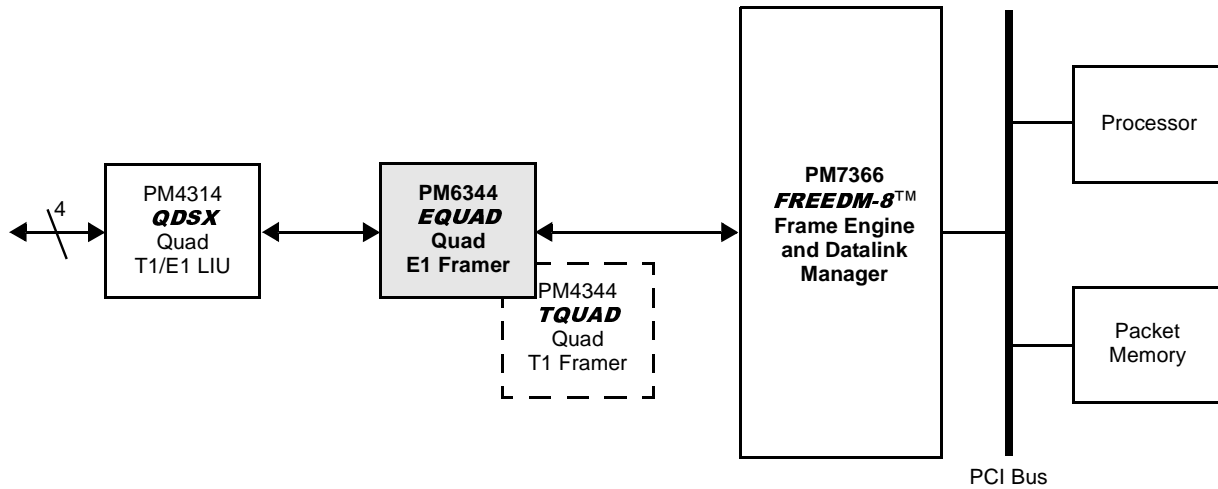 4
PM4314
QDSX
Quad
T1/E1 LIU
PM6344
EQUAD
Quad
E1 Framer
PM4344
TQUAD
Quad
T1 Framer
PM7366
FREEDM-8™
Frame Engine
and Datalink
Manager
Processor
Packet
Memory
PCI Bus